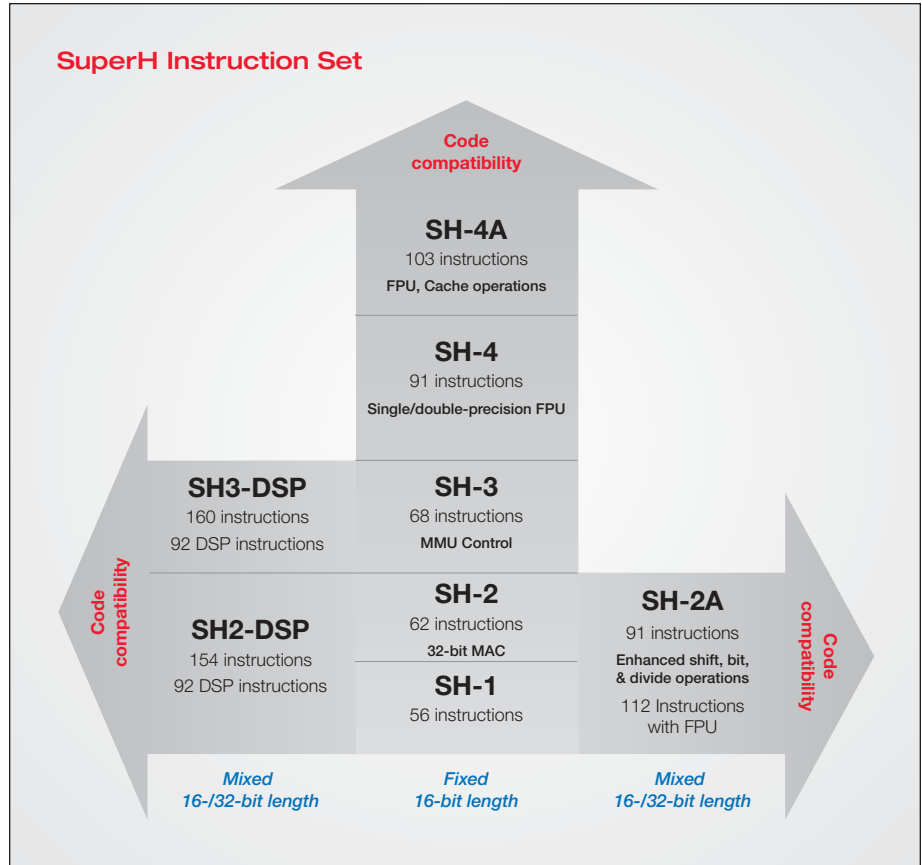 SuperH Instruction Set
Code
compatibility
SH-4A
103 instructions
FPU, Cache operations
SH-4
91 instructions
Single/double-precision FPU
SH3-DSP
160 instructions
92 DSP instructions
SH-3
68 instructions
MMU Control
Code
compatibility
SH2-DSP
154 instructions
92 DSP instructions
SH-2
62 instructions
32-bit MAC
SH-1
56 instructions
SH-2A
91 instructions
Enhanced shift, bit,
& divide operations
112 Instructions
with FPU
Code
compatibility
Mixed
16-/32-bit length
Fixed
16-bit length
Mixed
16-/32-bit length